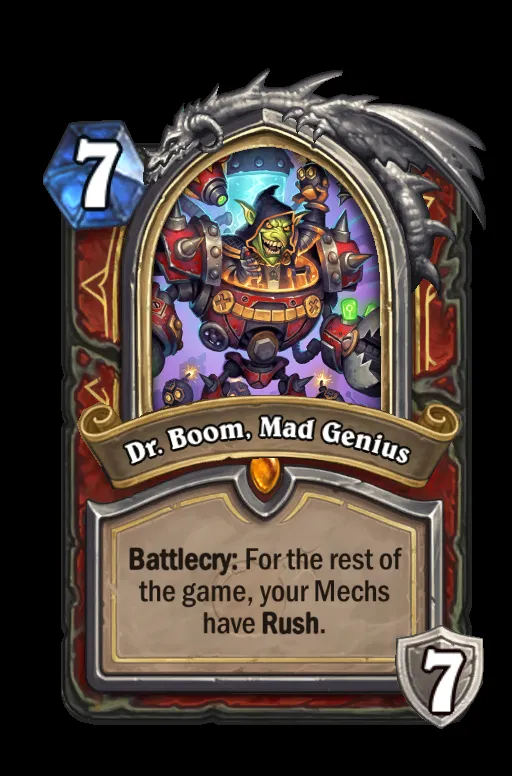 7
Dr. Boom, Mad Genius
Battlecry: For the rest of
the game, your Mechs
have Rush.
7